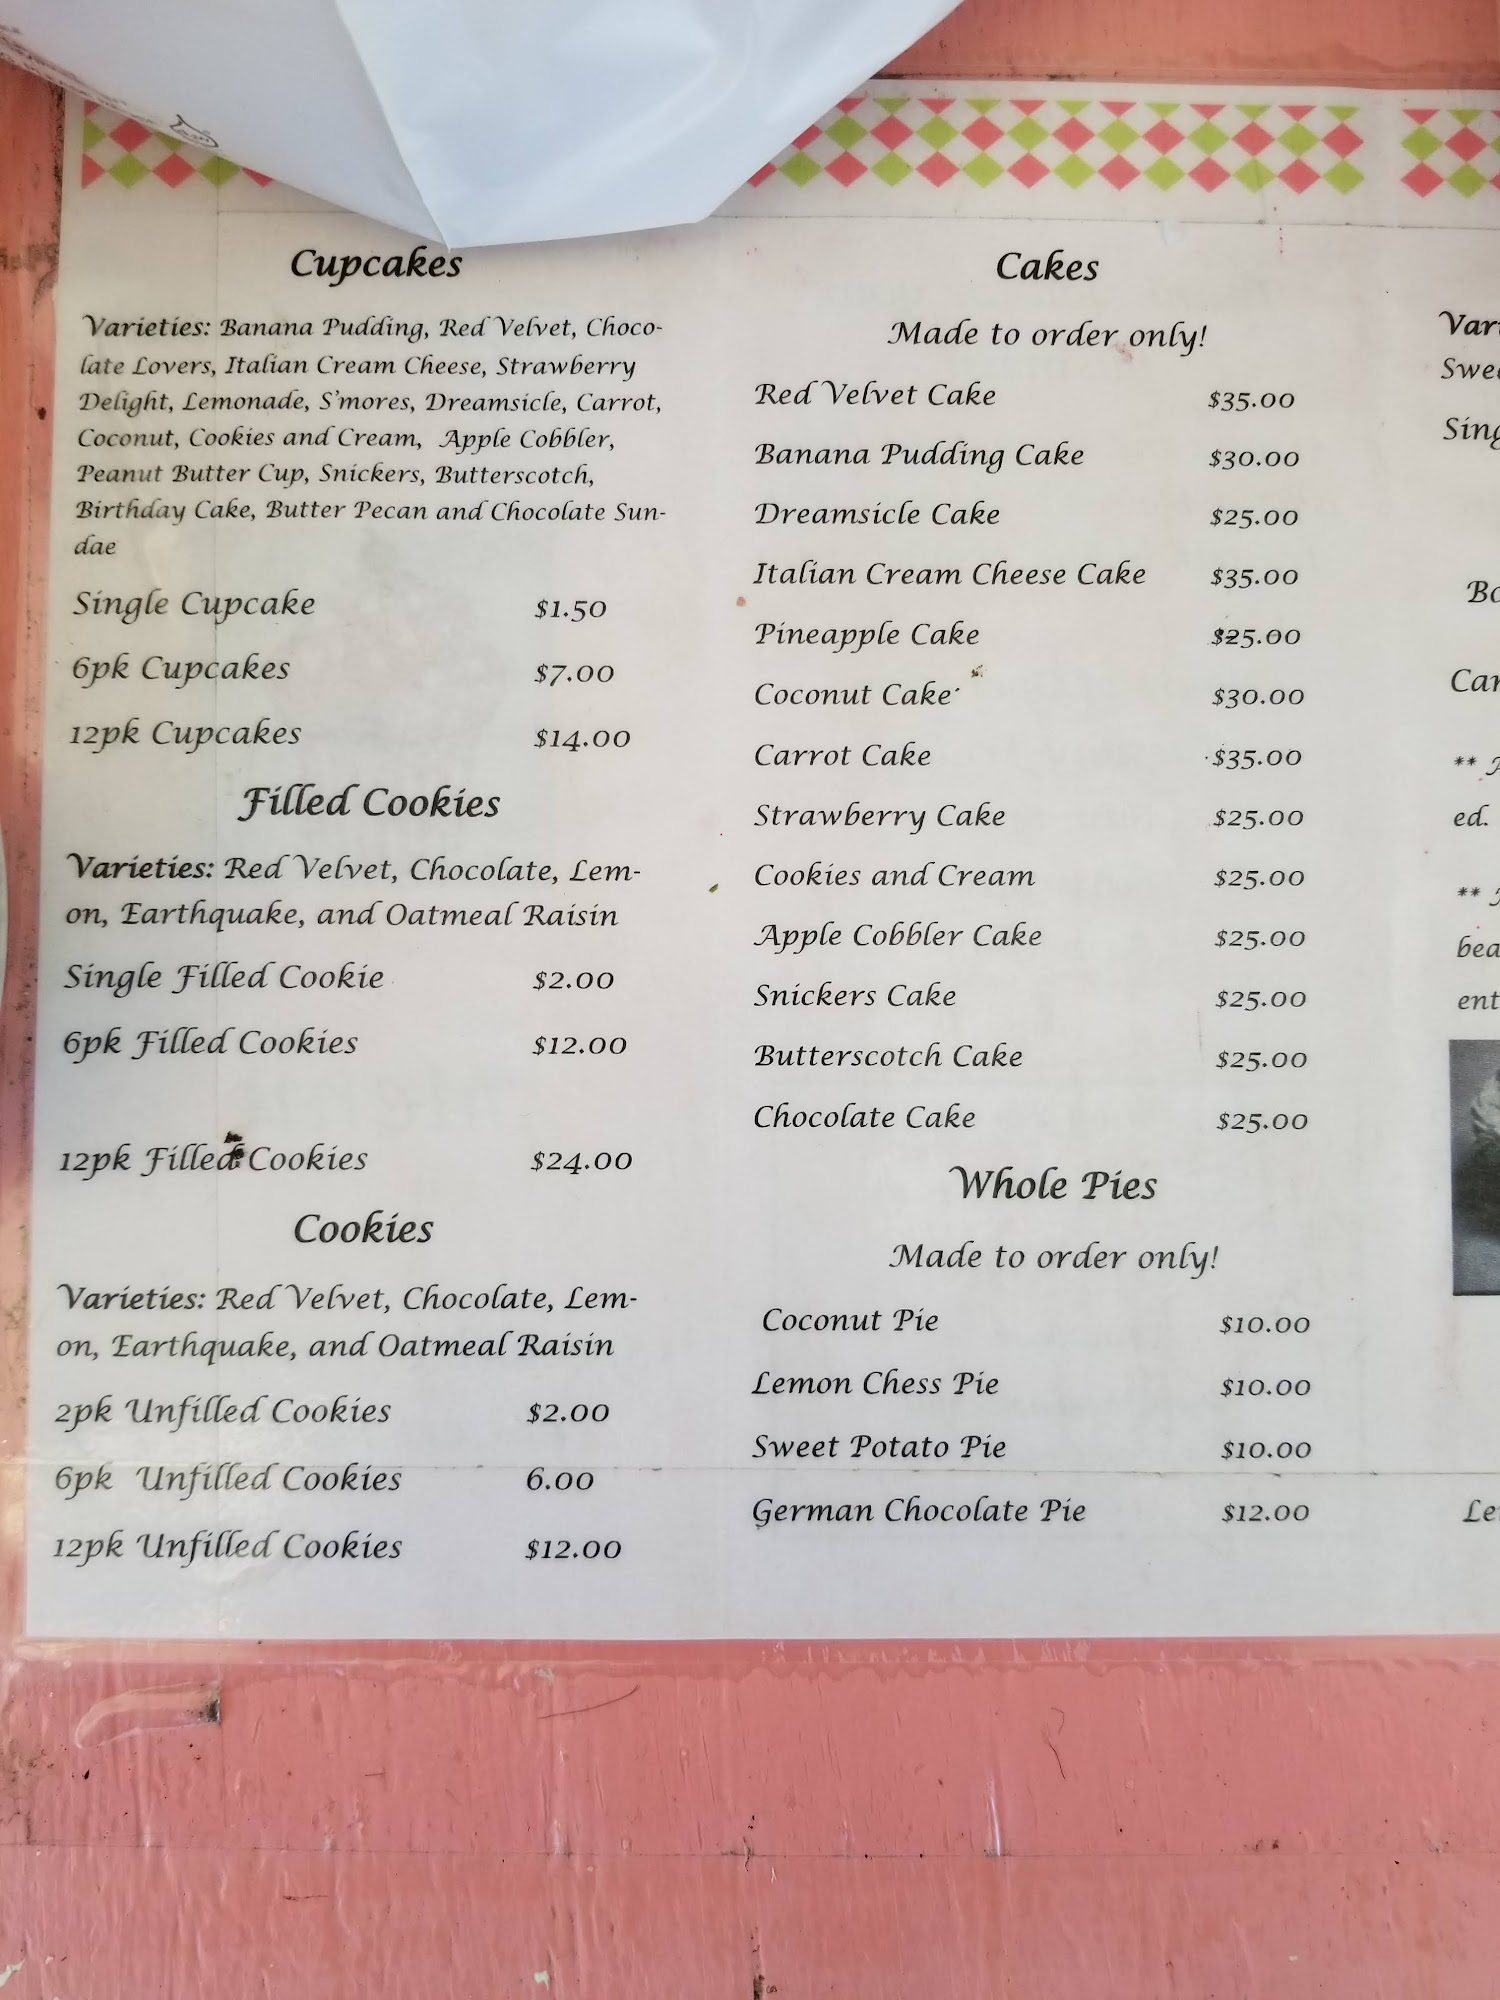 Cupcakes
Varieties: Banana Pudding, Red Velvet, Choco-
late Lovers, Italian Cream Cheese, Strawberry
Delight, Lemonade, S'mores, Dreamsicle, Carrot,
Coconut, Cookies and Cream, Apple Cobbler,
Peanut Butter Cup, Snickers, Butterscotch,
Birthday Cake, Butter Pecan and Chocolate Sun-
dae
Single Cupcake $1.50
6pk Cupcakes $7.00
12pk Cupcakes $14.00
Filled Cookies
Varieties: Red Velvet, Chocolate, Lem-
on, Earthquake, and Oatmeal Raisin
Single Filled Cookie $2.00
6pk Filled Cookies $12.00
12pk Filled Cookies $24.00
Cookies
Varieties: Red Velvet, Chocolate, Lem-
on, Earthquake, and Oatmeal Raisin
2pk Unfilled Cookies $2.00
6pk Unfilled Cookies 6.00
12pk Unfilled Cookies $12.00
Cakes
Made to order only!
Red Velvet Cake $35.00
Banana Pudding Cake $30.00
Dreamsicle Cake $25.00
Italian Cream Cheese Cake $35.00
Pineapple Cake $25.00
Coconut Cake $30.00
Carrot Cake $35.00
Strawberry Cake $25.00
Cookies and Cream $25.00
Apple Cobbler Cake $25.00
Snickers Cake $25.00
Butterscotch Cake $25.00
Chocolate Cake $25.00
Whole Pies
Made to order only!
Coconut Pie $10.00
Lemon Chess Pie $10.00
Sweet Potato Pie $10.00
German Chocolate Pie $12.00
ed.